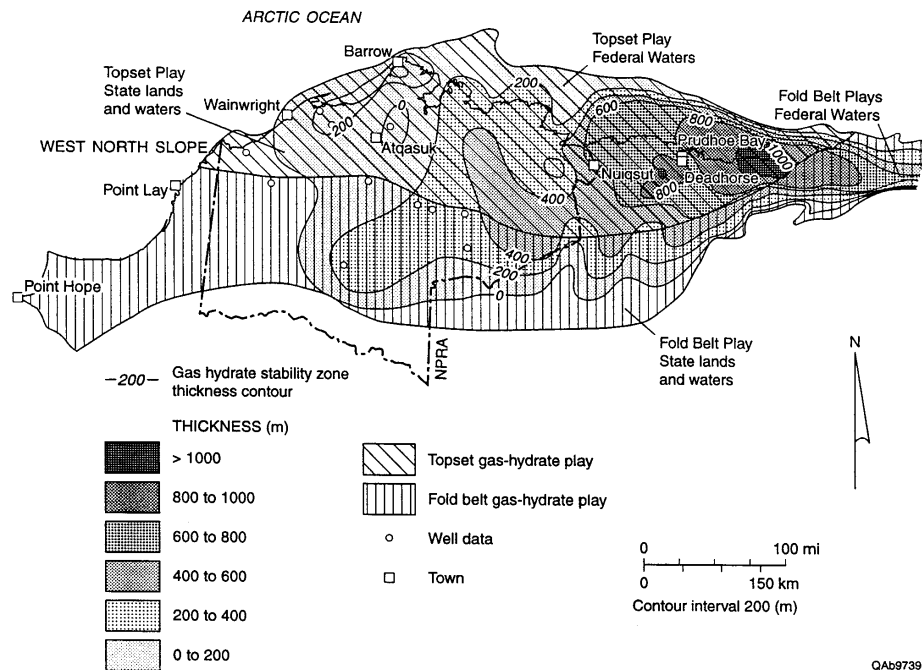 ARCTIC OCEAN
Barrow
Topset Play
State lands
and waters
Wainwright
WEST NORTH SLOPE
Point Lay
Point Hope
Atqasuk
Topset Play
Federal Waters
Fold Belt Plays
Federal Waters
Prudhoe Bay
Nuiqsut
Deadhorse
200
0
200
600
800
1000
400
800
400
200
0
NPRA
Fold Belt Play
State lands
and waters
N
—200— Gas hydrate stability zone
thickness contour
THICKNESS (m)
> 1000
800 to 1000
600 to 800
400 to 600
200 to 400
0 to 200
Topset gas-hydrate play
Fold belt gas-hydrate play
Well data
Town
0 100 mi
0 150 km
Contour interval 200 (m)
QAb9739